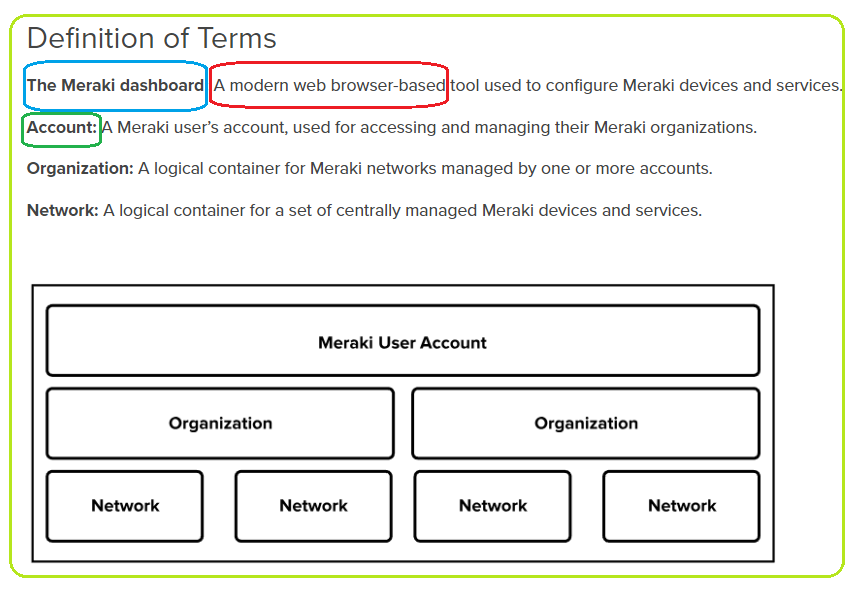 Definition of Terms
The Meraki dashboard A modern web browser-based tool used to configure Meraki devices and services.
Account: A Meraki user's account, used for accessing and managing their Meraki organizations.
Organization: A logical container for Meraki networks managed by one or more accounts.
Network: A logical container for a set of centrally managed Meraki devices and services.
Meraki User Account
Organization Organization
Network Network Network Network